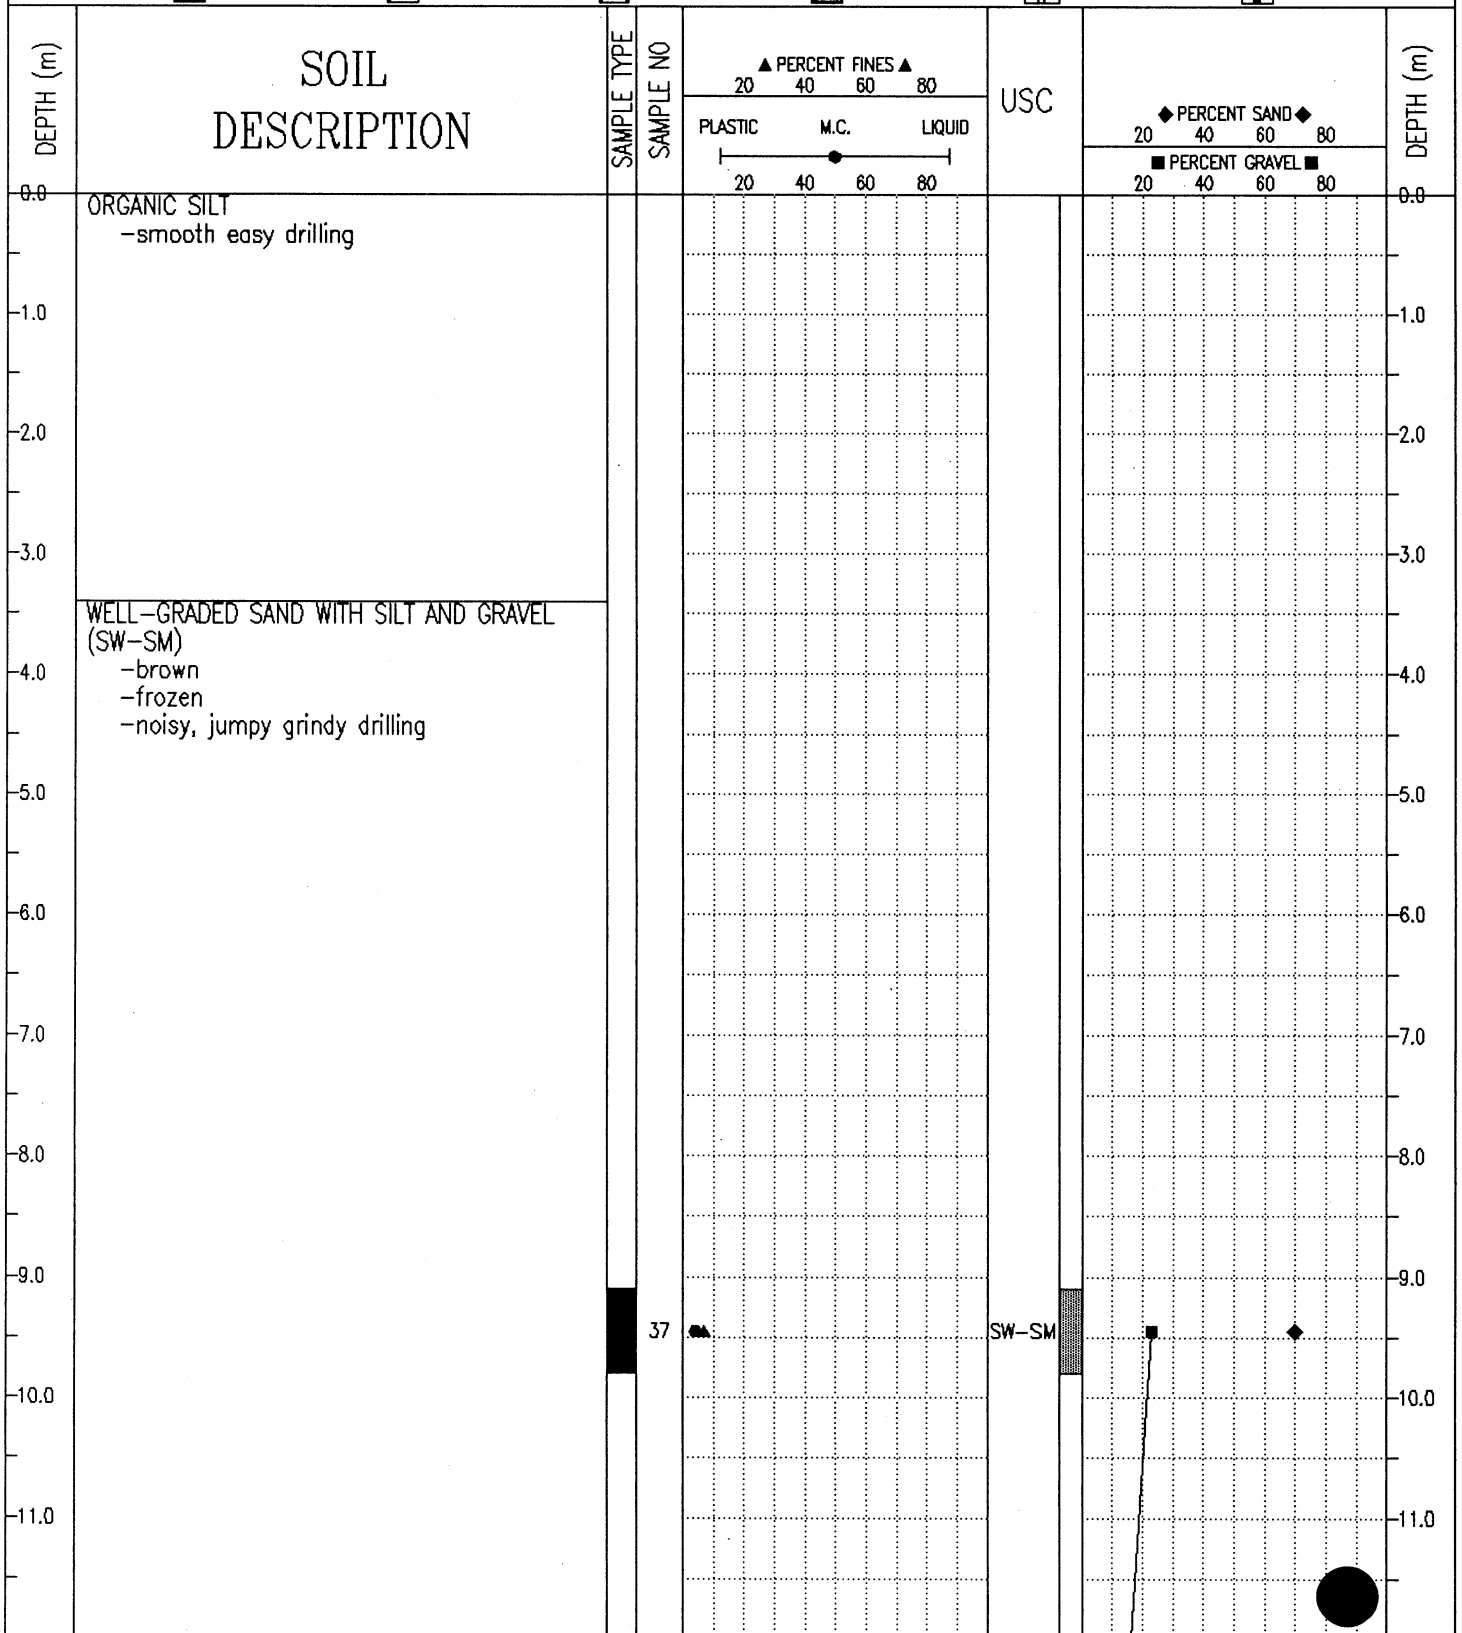 DEPTH (m)
SOIL
DESCRIPTION
SAMPLE TYPE
SAMPLE NO
▲ PERCENT FINES ▲
20 40 60 80
PLASTIC M.C. LIQUID
20 40 60 80
USC
◆ PERCENT SAND ◆
20 40 60 80
■ PERCENT GRAVEL ■
20 40 60 80
DEPTH (m)
0.0 0.0
ORGANIC SILT
-smooth easy drilling
1.0 1.0
2.0 2.0
3.0 3.0
WELL-GRADED SAND WITH SILT AND GRAVEL
(SW-SM)
-brown
4.0 4.0
-frozen
-noisy, jumpy grindy drilling
5.0 5.0
6.0 6.0
7.0 7.0
8.0 8.0
9.0 9.0
37 SW-SM
10.0 10.0
11.0 11.0